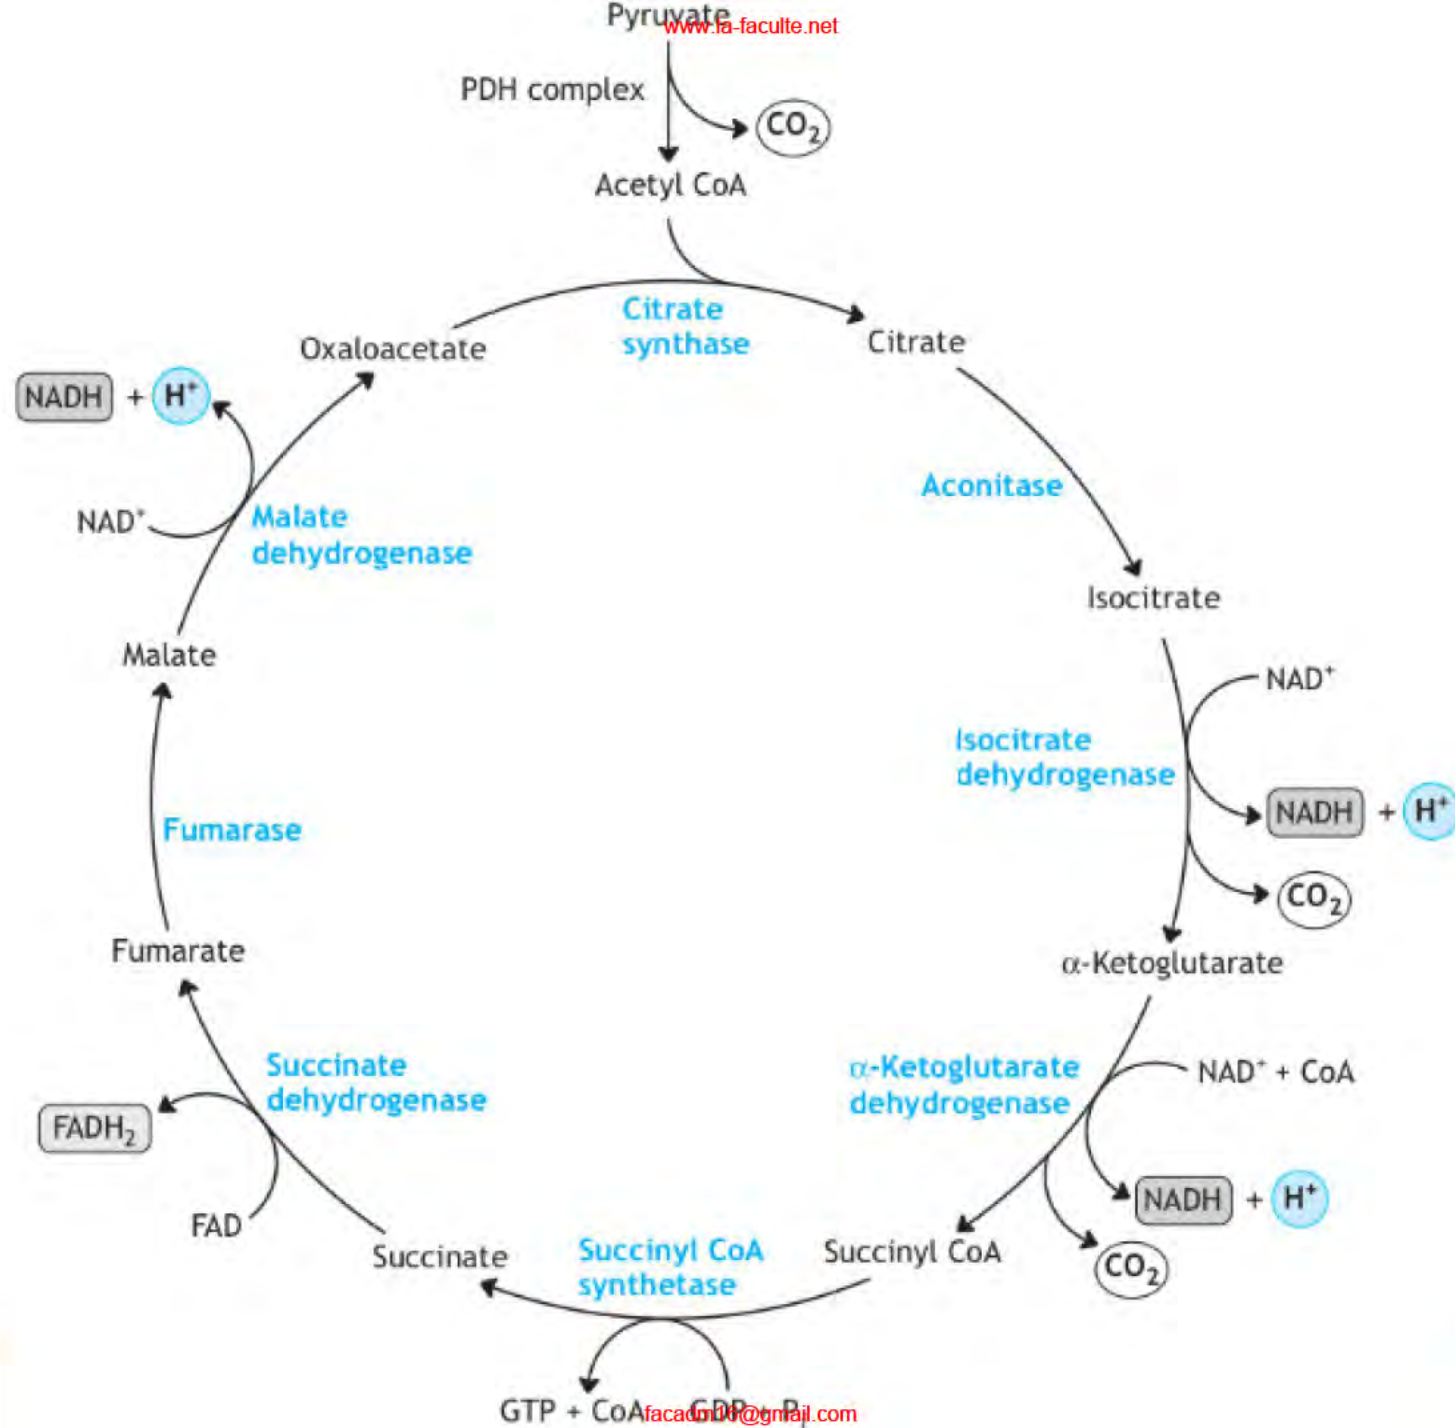 Pyruvate
www.la-faculte.net
PDH complex
CO₂
Acetyl CoA
Citrate
synthase
Oxaloacetate
Citrate
NADH + H⁺
Aconitase
NAD⁺
Malate
dehydrogenase
Isocitrate
Malate
NAD⁺
Isocitrate
dehydrogenase
NADH + H⁺
Fumarase
CO₂
Fumarate
α-Ketoglutarate
Succinate
dehydrogenase
α-Ketoglutarate
dehydrogenase
NAD⁺ + CoA
FADH₂
NADH + H⁺
FAD
Succinate
Succinyl CoA
synthetase
Succinyl CoA
CO₂
GTP + CoA
GDP + Pᵢ
facadm16@gmail.com